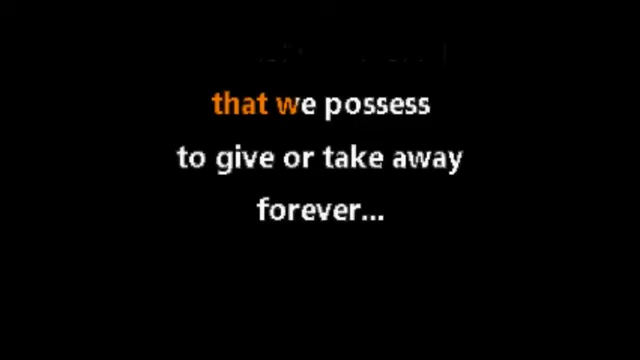 that we possess
to give or take away
forever...